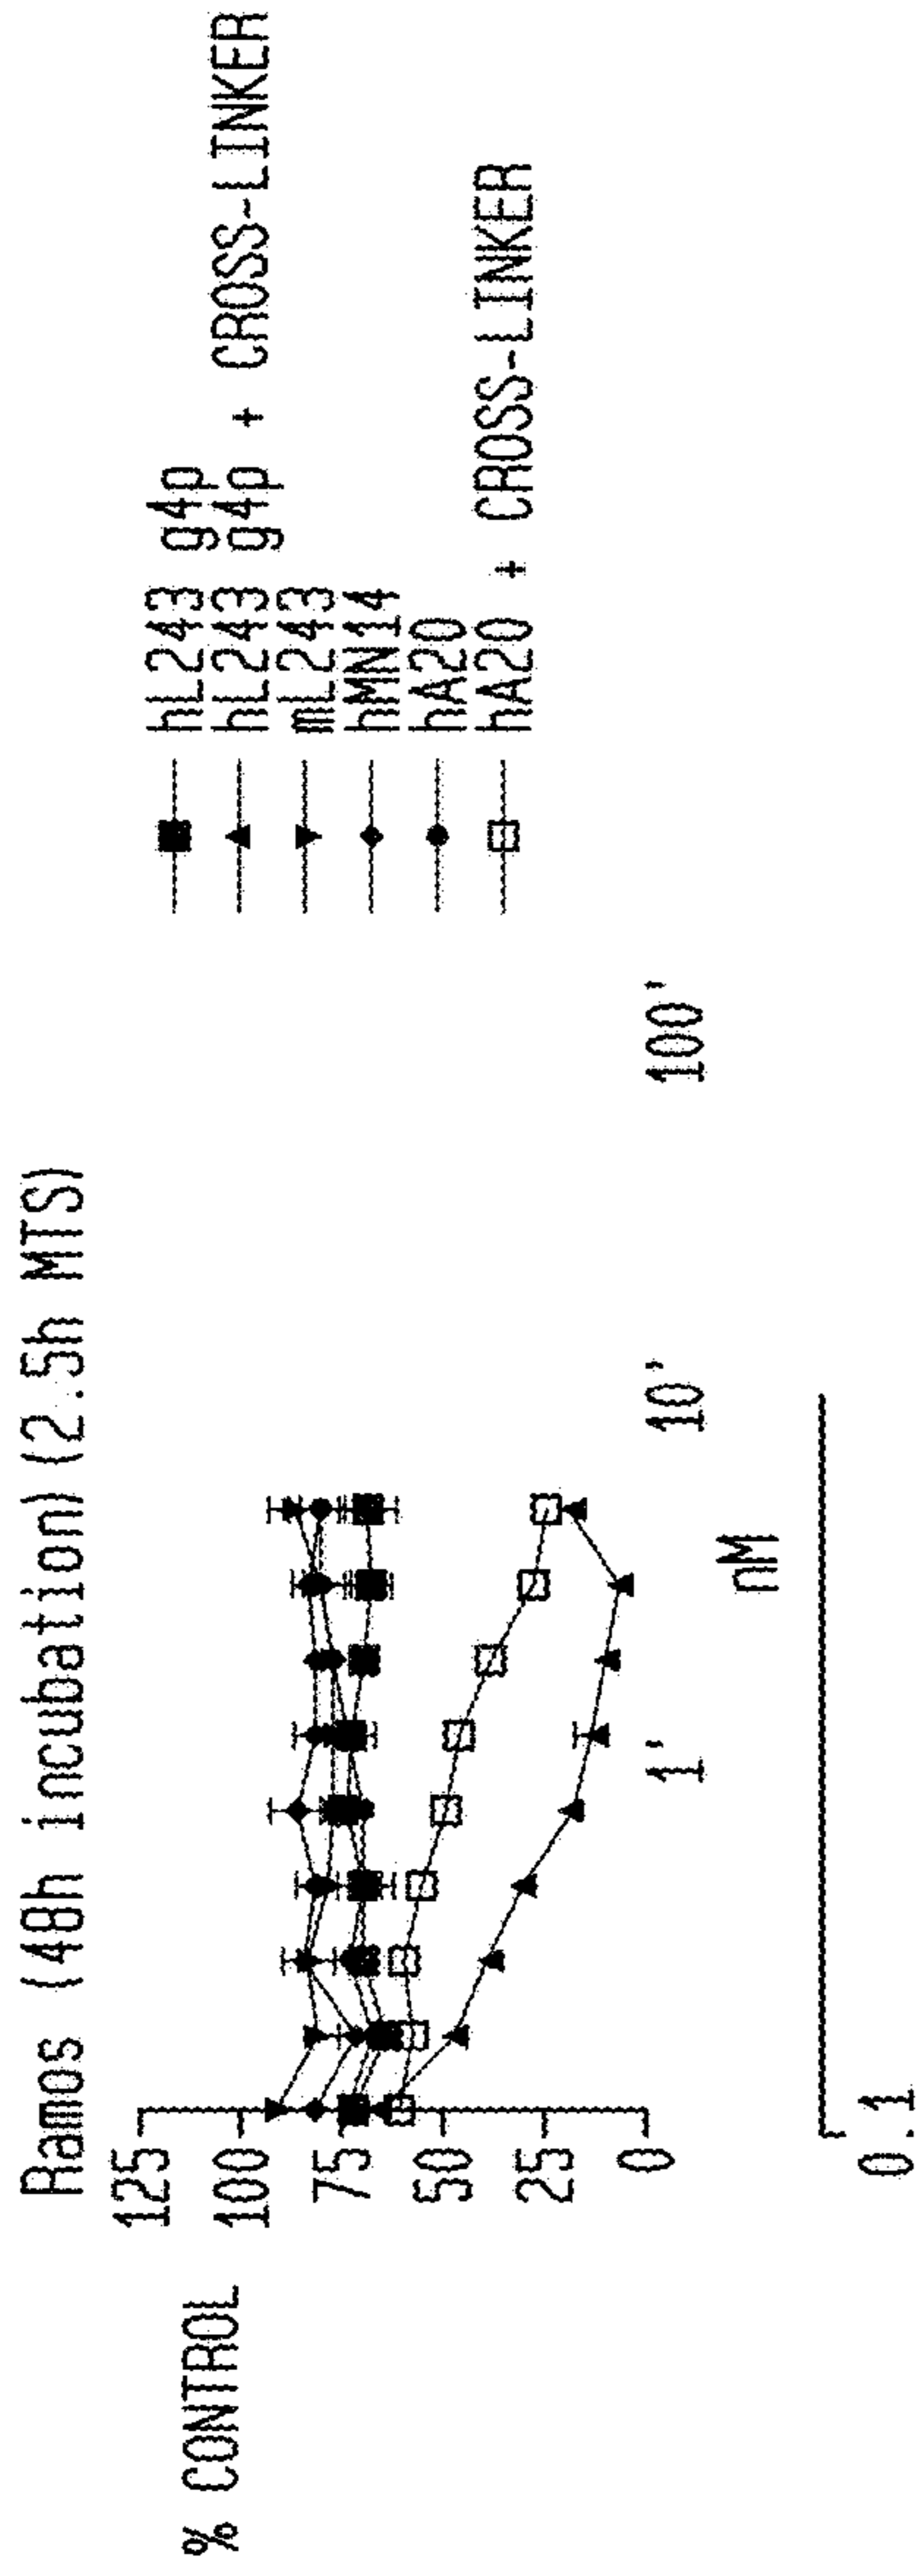 Ramos (48h incubation)(2.5h MTS)
% CONTROL
125
100
75
50
25
0
0.1
1'
10'
100'
nM
hL243 g4p
hL243 g4p + CROSS-LINKER
mL243
hMN14
hA20
hA20 + CROSS-LINKER